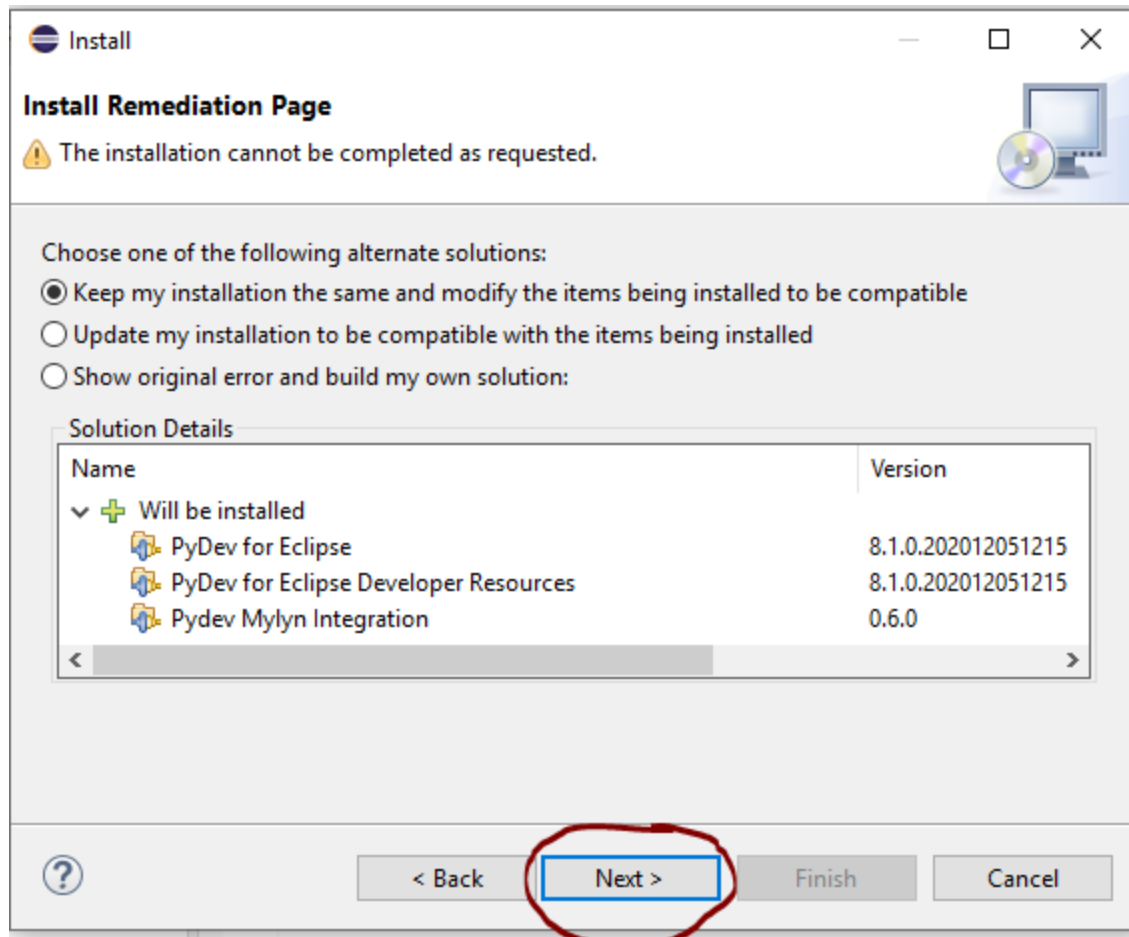 Install
Install Remediation Page
The installation cannot be completed as requested.
Choose one of the following alternate solutions:
Keep my installation the same and modify the items being installed to be compatible
Update my installation to be compatible with the items being installed
Show original error and build my own solution:
Solution Details
Name Version
Will be installed
PyDev for Eclipse 8.1.0.202012051215
PyDev for Eclipse Developer Resources 8.1.0.202012051215
Pydev Mylyn Integration 0.6.0
? < Back Next > Finish Cancel